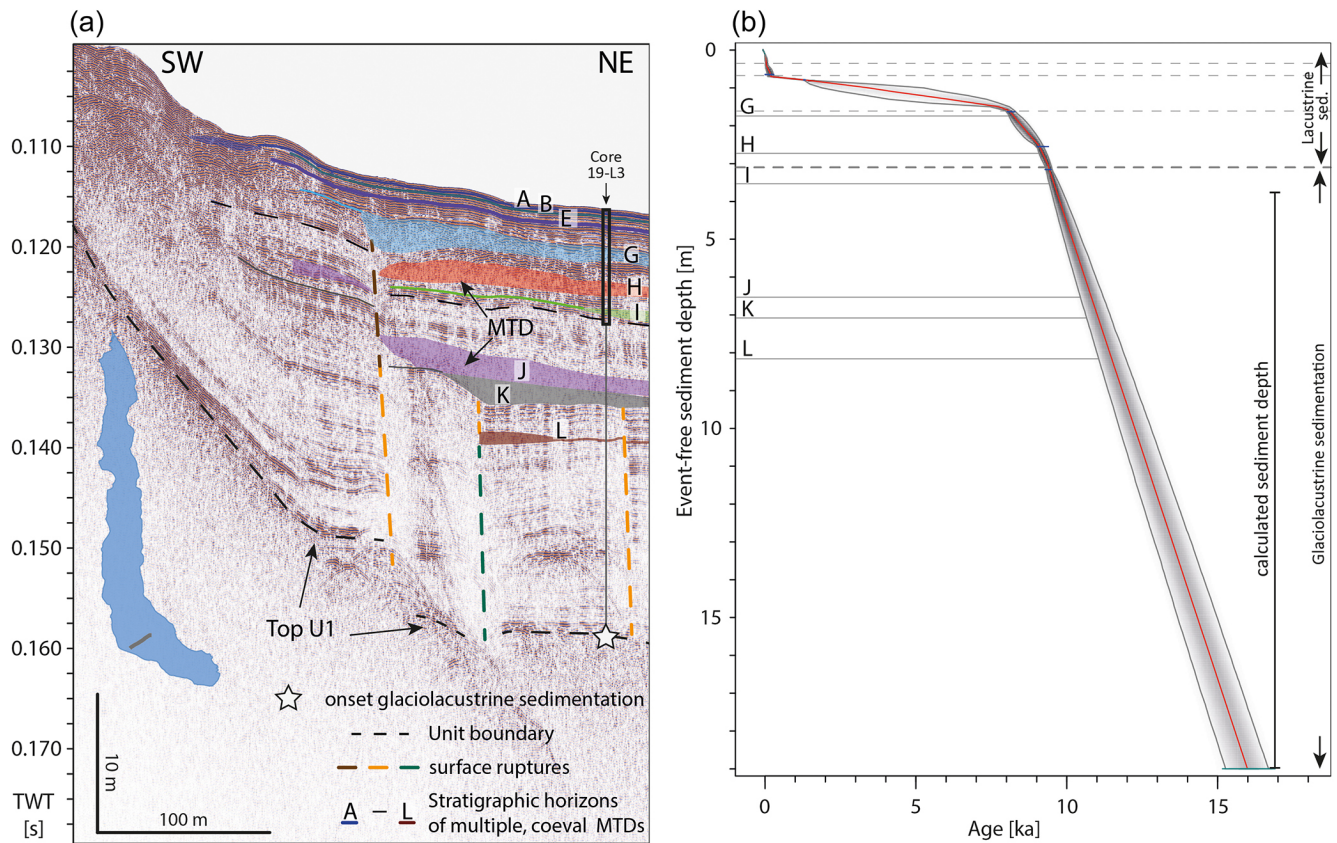 (a)
SW
NE
0.110
0.120
0.130
0.140
0.150
0.160
0.170
TWT
[s]
Core
19-L3
A
B
E
G
H
I
MTD
J
K
L
Top U1
onset glaciolacustrine sedimentation
Unit boundary
surface ruptures
A – L Stratigraphic horizons
of multiple, coeval MTDs
10 m
100 m
(b)
0
5
10
15
Event-free sediment depth [m]
G
H
I
J
K
L
Lacustrine
sed.
Glaciolacustrine sedimentation
calculated sediment depth
0 5 10 15
Age [ka]